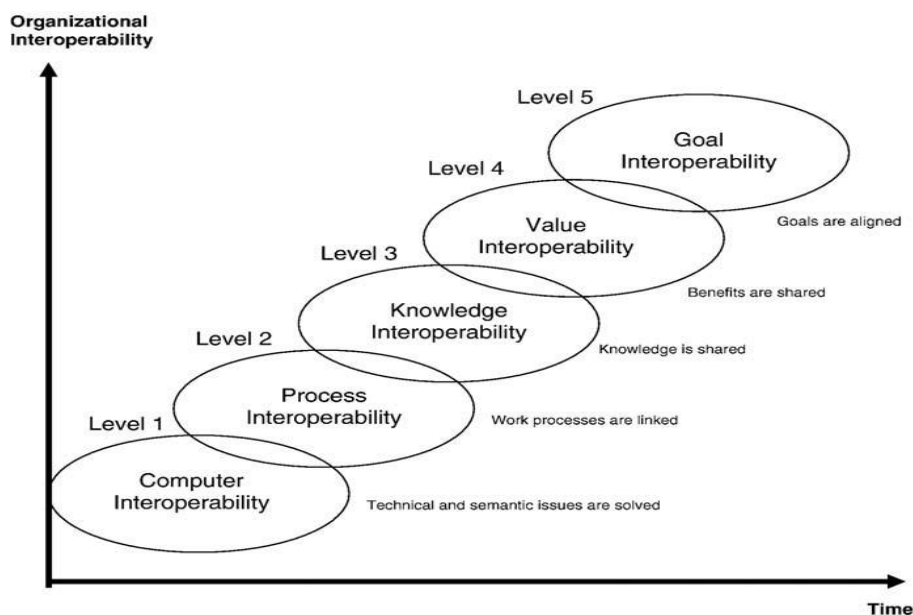 Organizational
Interoperability
Level 5
Goal
Interoperability
Goals are aligned
Level 4
Value
Interoperability
Benefits are shared
Level 3
Knowledge
Interoperability
Knowledge is shared
Level 2
Process
Interoperability
Work processes are linked
Level 1
Computer
Interoperability
Technical and semantic issues are solved
Time